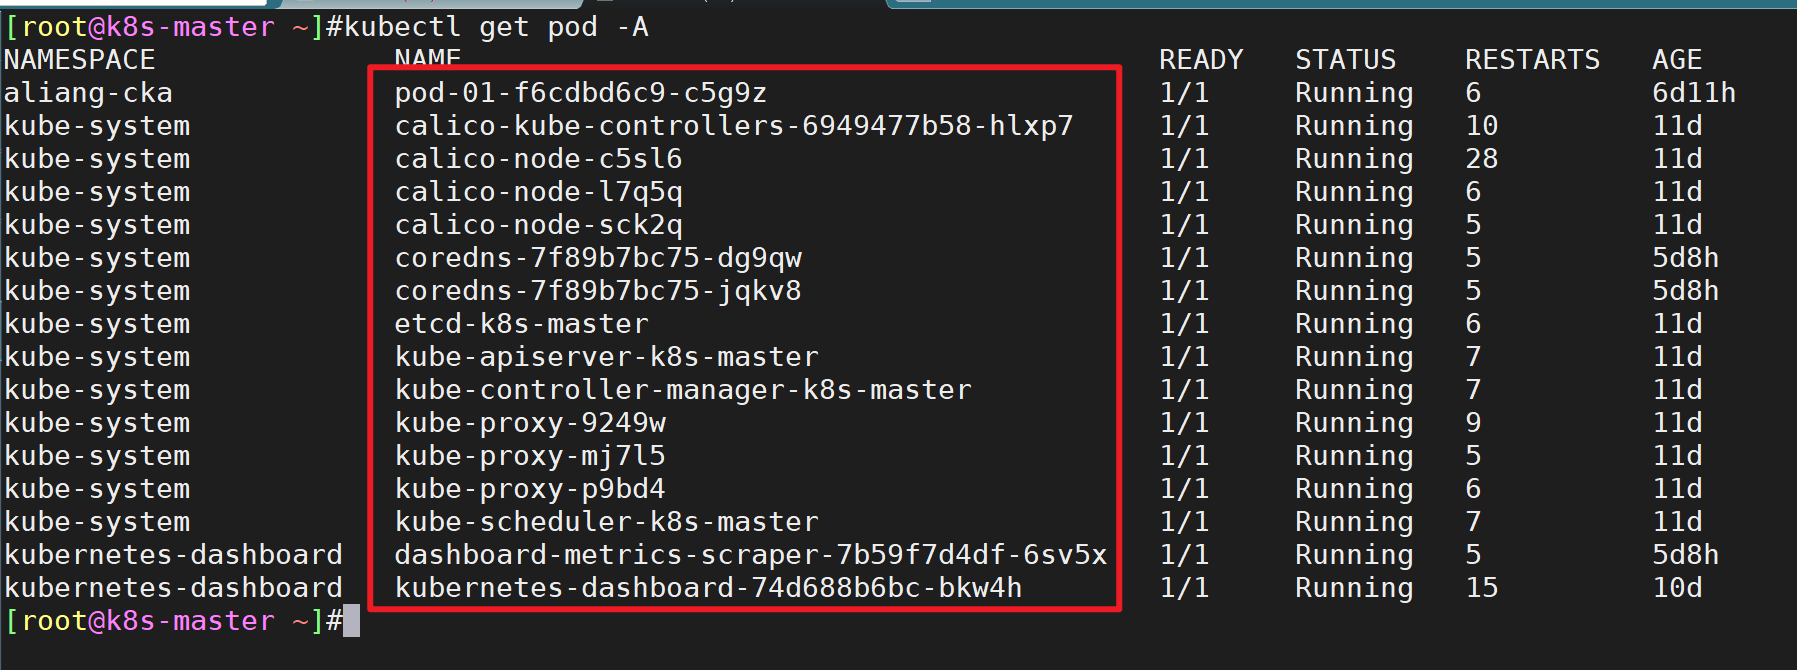 [root@k8s-master ~]#kubectl get pod -A
NAMESPACE NAME READY STATUS RESTARTS AGE
aliang-cka pod-01-f6cdbd6c9-c5g9z 1/1 Running 6 6d11h
kube-system calico-kube-controllers-6949477b58-hlxp7 1/1 Running 10 11d
kube-system calico-node-c5sl6 1/1 Running 28 11d
kube-system calico-node-l7q5q 1/1 Running 6 11d
kube-system calico-node-sck2q 1/1 Running 5 11d
kube-system coredns-7f89b7bc75-dg9qw 1/1 Running 5 5d8h
kube-system coredns-7f89b7bc75-jqkv8 1/1 Running 5 5d8h
kube-system etcd-k8s-master 1/1 Running 6 11d
kube-system kube-apiserver-k8s-master 1/1 Running 7 11d
kube-system kube-controller-manager-k8s-master 1/1 Running 7 11d
kube-system kube-proxy-9249w 1/1 Running 9 11d
kube-system kube-proxy-mj7l5 1/1 Running 5 11d
kube-system kube-proxy-p9bd4 1/1 Running 6 11d
kube-system kube-scheduler-k8s-master 1/1 Running 7 11d
kubernetes-dashboard dashboard-metrics-scraper-7b59f7d4df-6sv5x 1/1 Running 5 5d8h
kubernetes-dashboard kubernetes-dashboard-74d688b6bc-bkw4h 1/1 Running 15 10d
[root@k8s-master ~]#